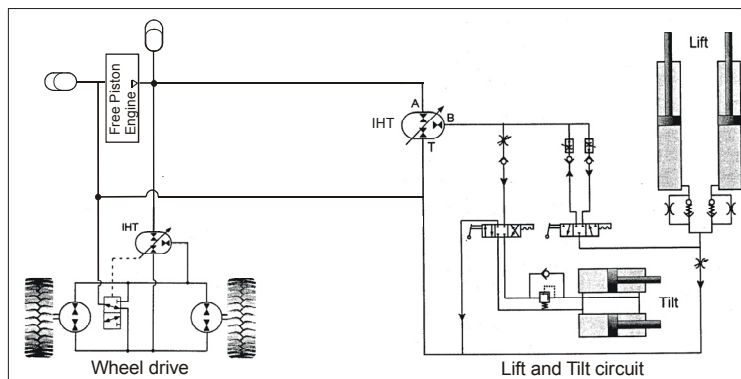 Free Piston
Engine
IHT
A
B
T
Lift
IHT
Tilt
Wheel drive
Lift and Tilt circuit